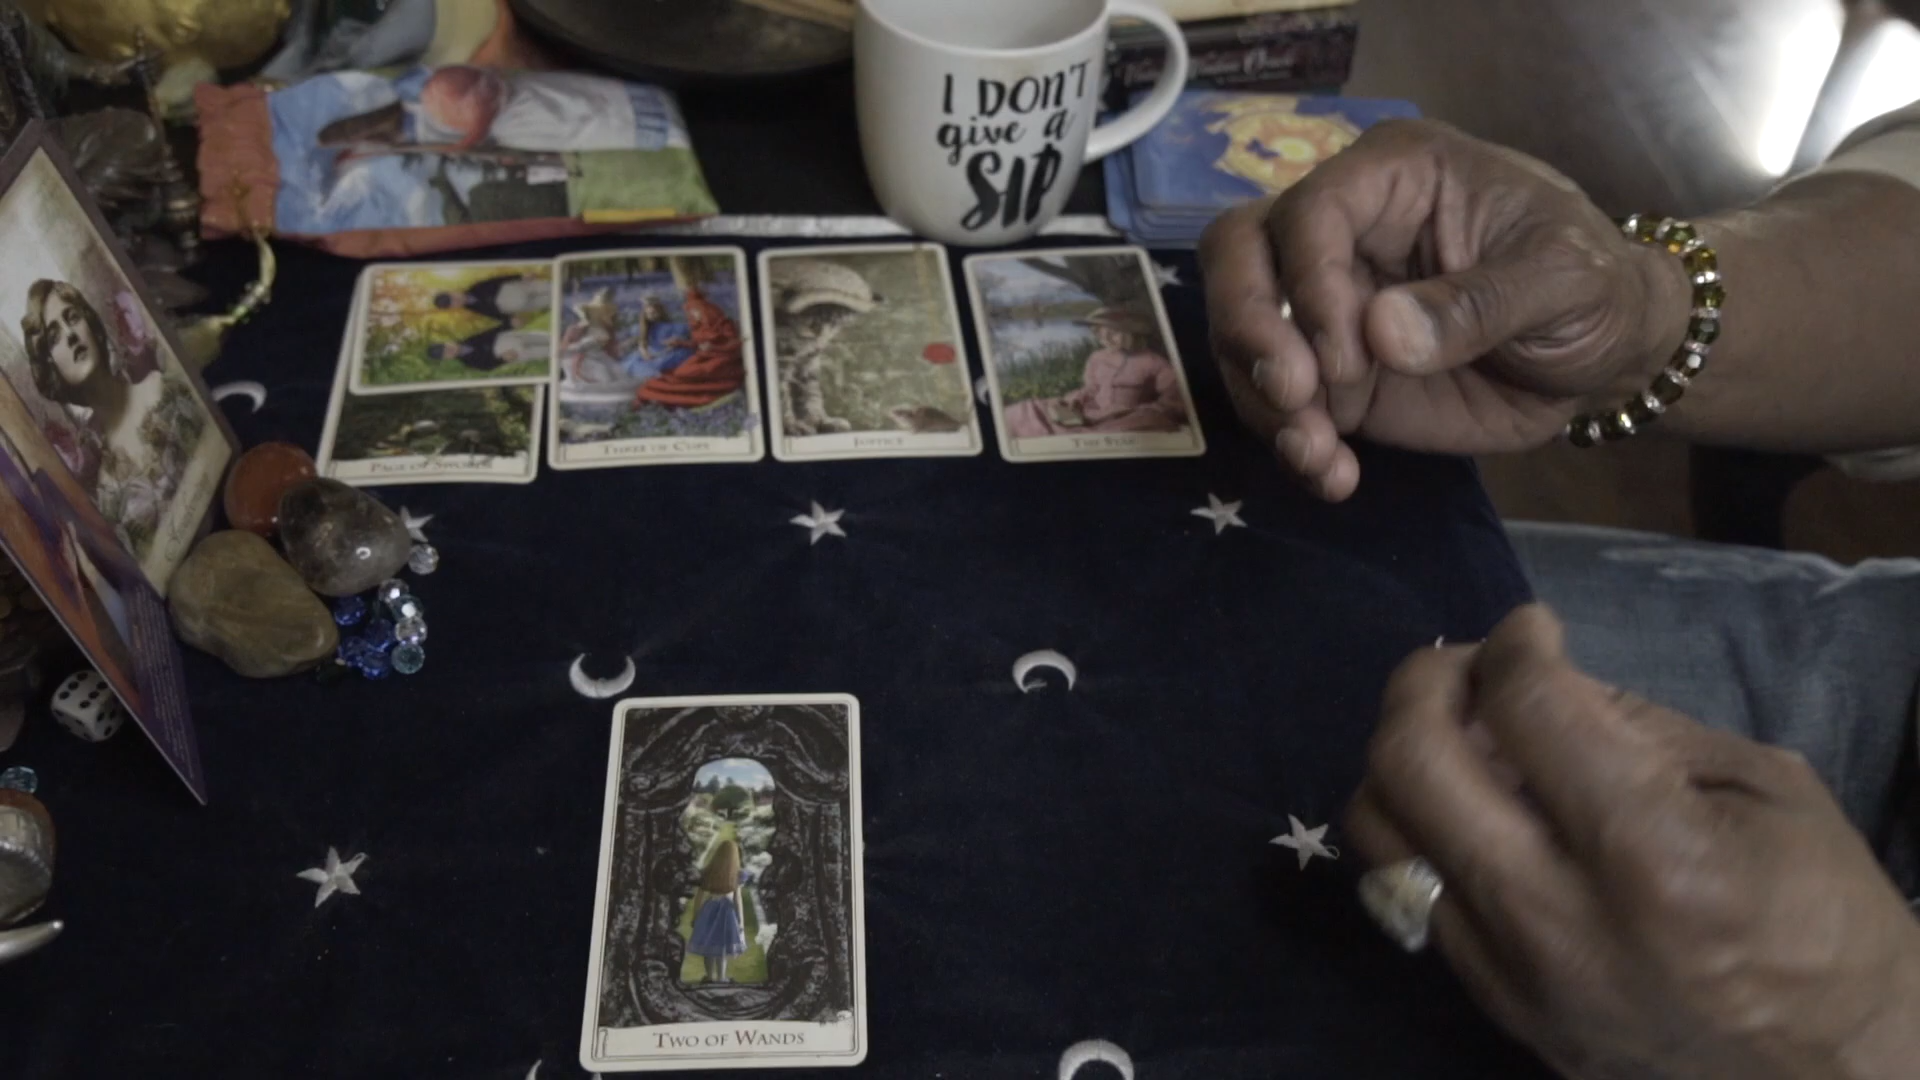 I DON'T
give a
SIP
PAGE OF SWORDS
THREE OF CUPS
JUSTICE
THE STAR
TWO OF WANDS